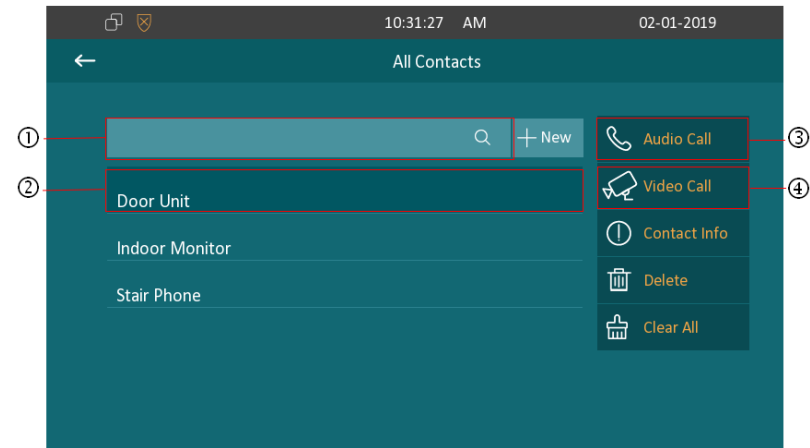 10:31:27 AM 02-01-2019
All Contacts
① New Audio Call ③
② Door Unit Video Call ④
Indoor Monitor Contact Info
Stair Phone Delete
Clear All